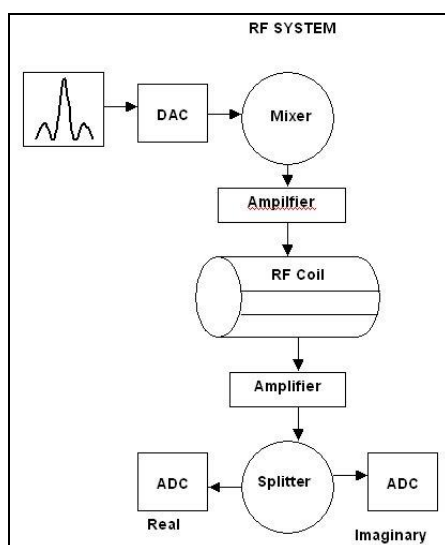 RF SYSTEM
DAC
Mixer
Ampilfier
RF Coil
Amplifier
ADC
Splitter
ADC
Real
Imaginary